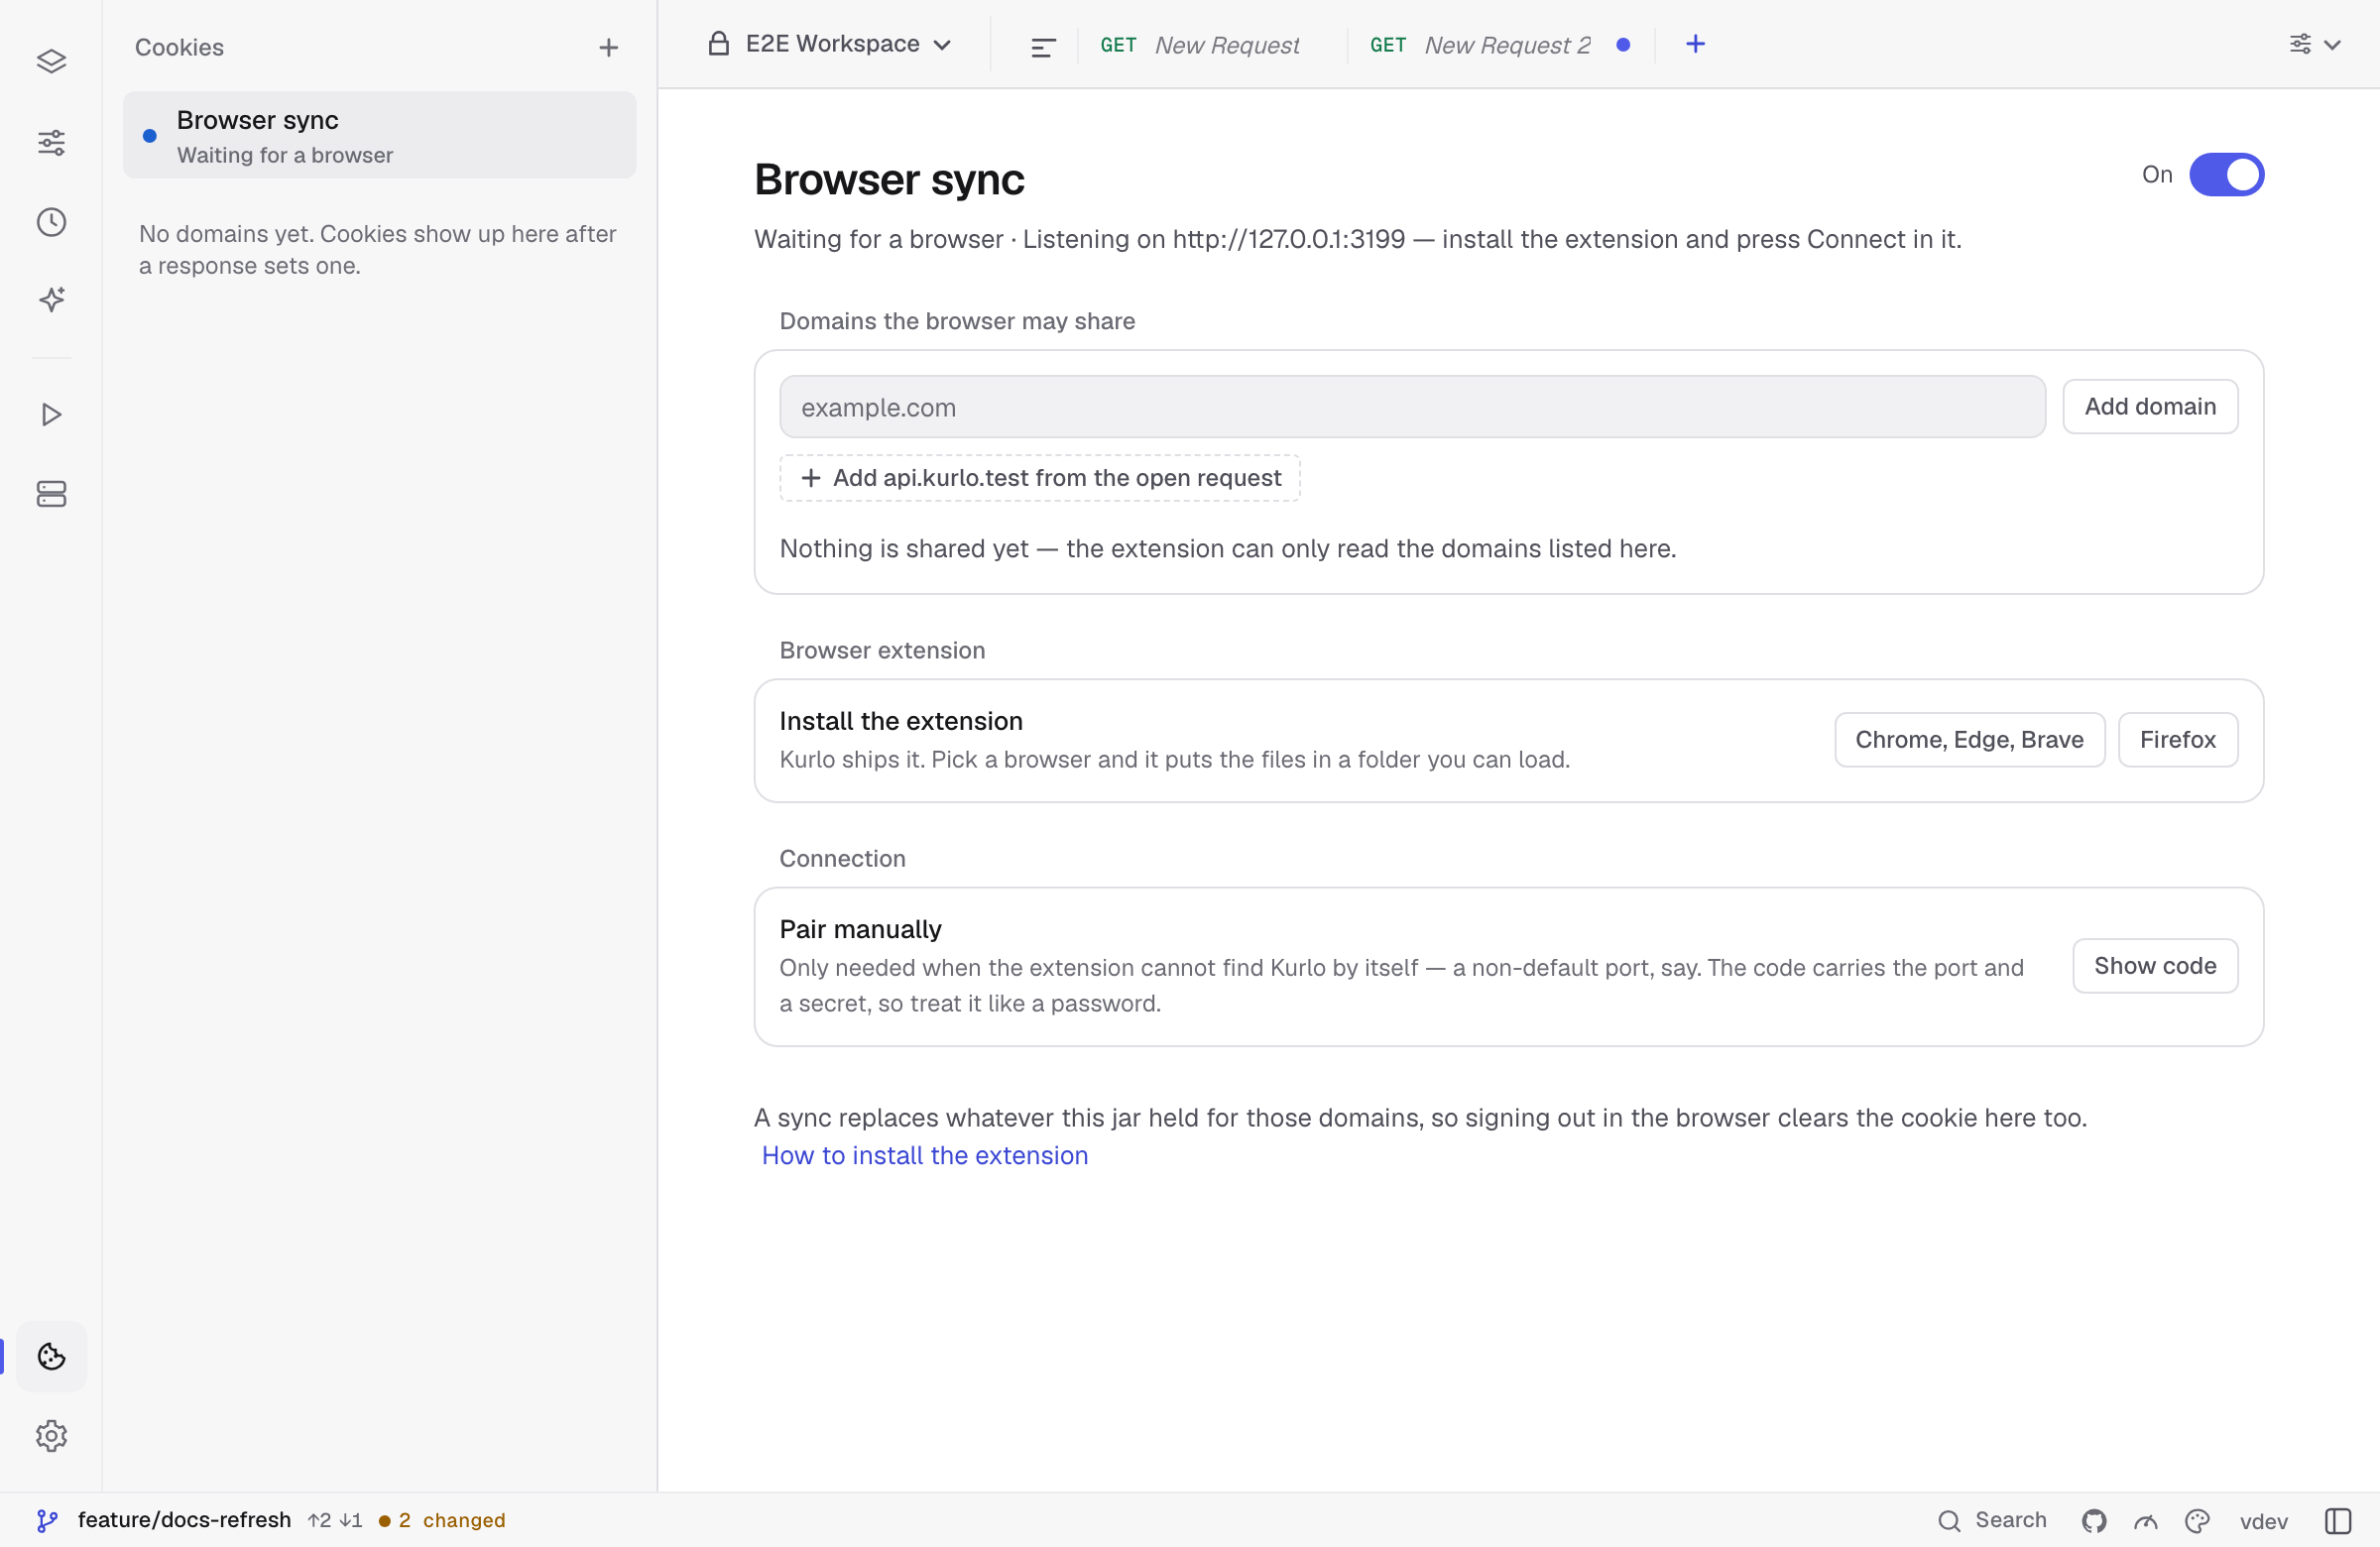 Cookies
Browser sync
Waiting for a browser
No domains yet. Cookies show up here after
a response sets one.
E2E Workspace
GET New Request
GET New Request 2
Browser sync
On
Waiting for a browser · Listening on http://127.0.0.1:3199 — install the extension and press Connect in it.
Domains the browser may share
example.com
Add domain
Add api.kurlo.test from the open request
Nothing is shared yet — the extension can only read the domains listed here.
Browser extension
Install the extension
Kurlo ships it. Pick a browser and it puts the files in a folder you can load.
Chrome, Edge, Brave
Firefox
Connection
Pair manually
Only needed when the extension cannot find Kurlo by itself — a non-default port, say. The code carries the port and
a secret, so treat it like a password.
Show code
A sync replaces whatever this jar held for those domains, so signing out in the browser clears the cookie here too.
How to install the extension
feature/docs-refresh ↑2 ↓1 2 changed
Search
vdev